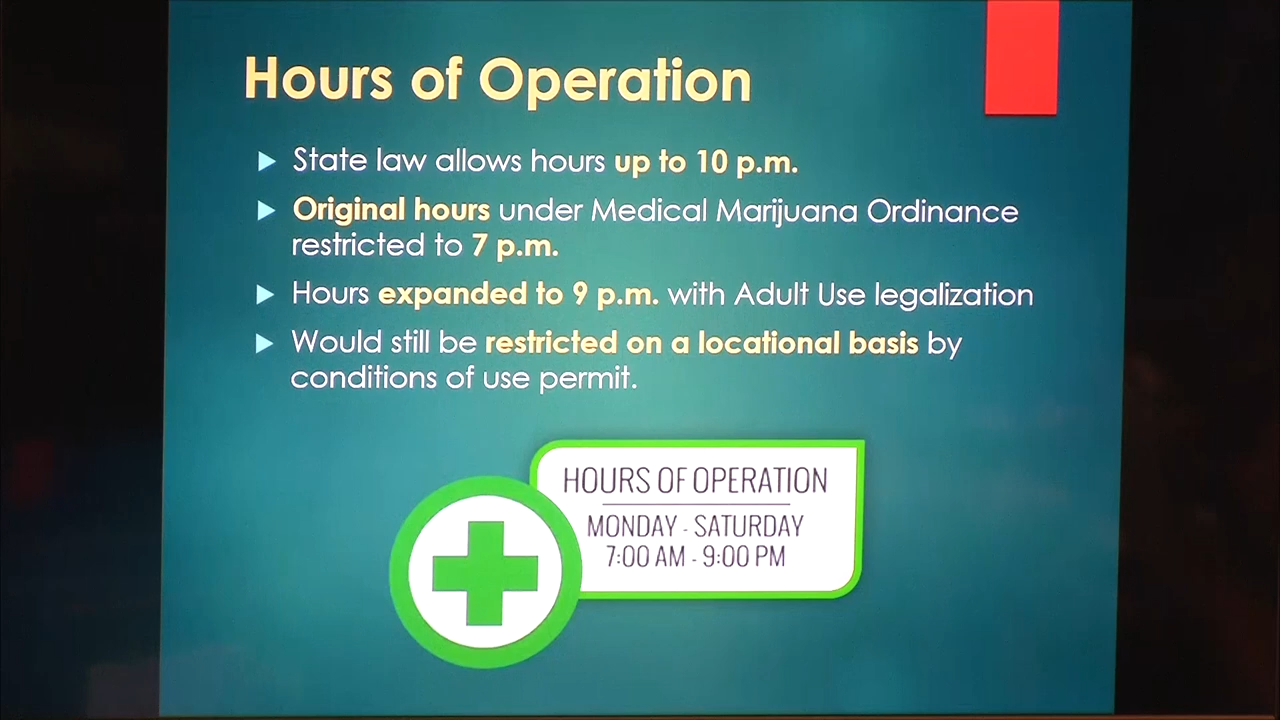 Hours of Operation
State law allows hours up to 10 p.m.
Original hours under Medical Marijuana Ordinance
restricted to 7 p.m.
Hours expanded to 9 p.m. with Adult Use legalization
Would still be restricted on a locational basis by
conditions of use permit.
HOURS OF OPERATION
MONDAY - SATURDAY
7:00 AM - 9:00 PM